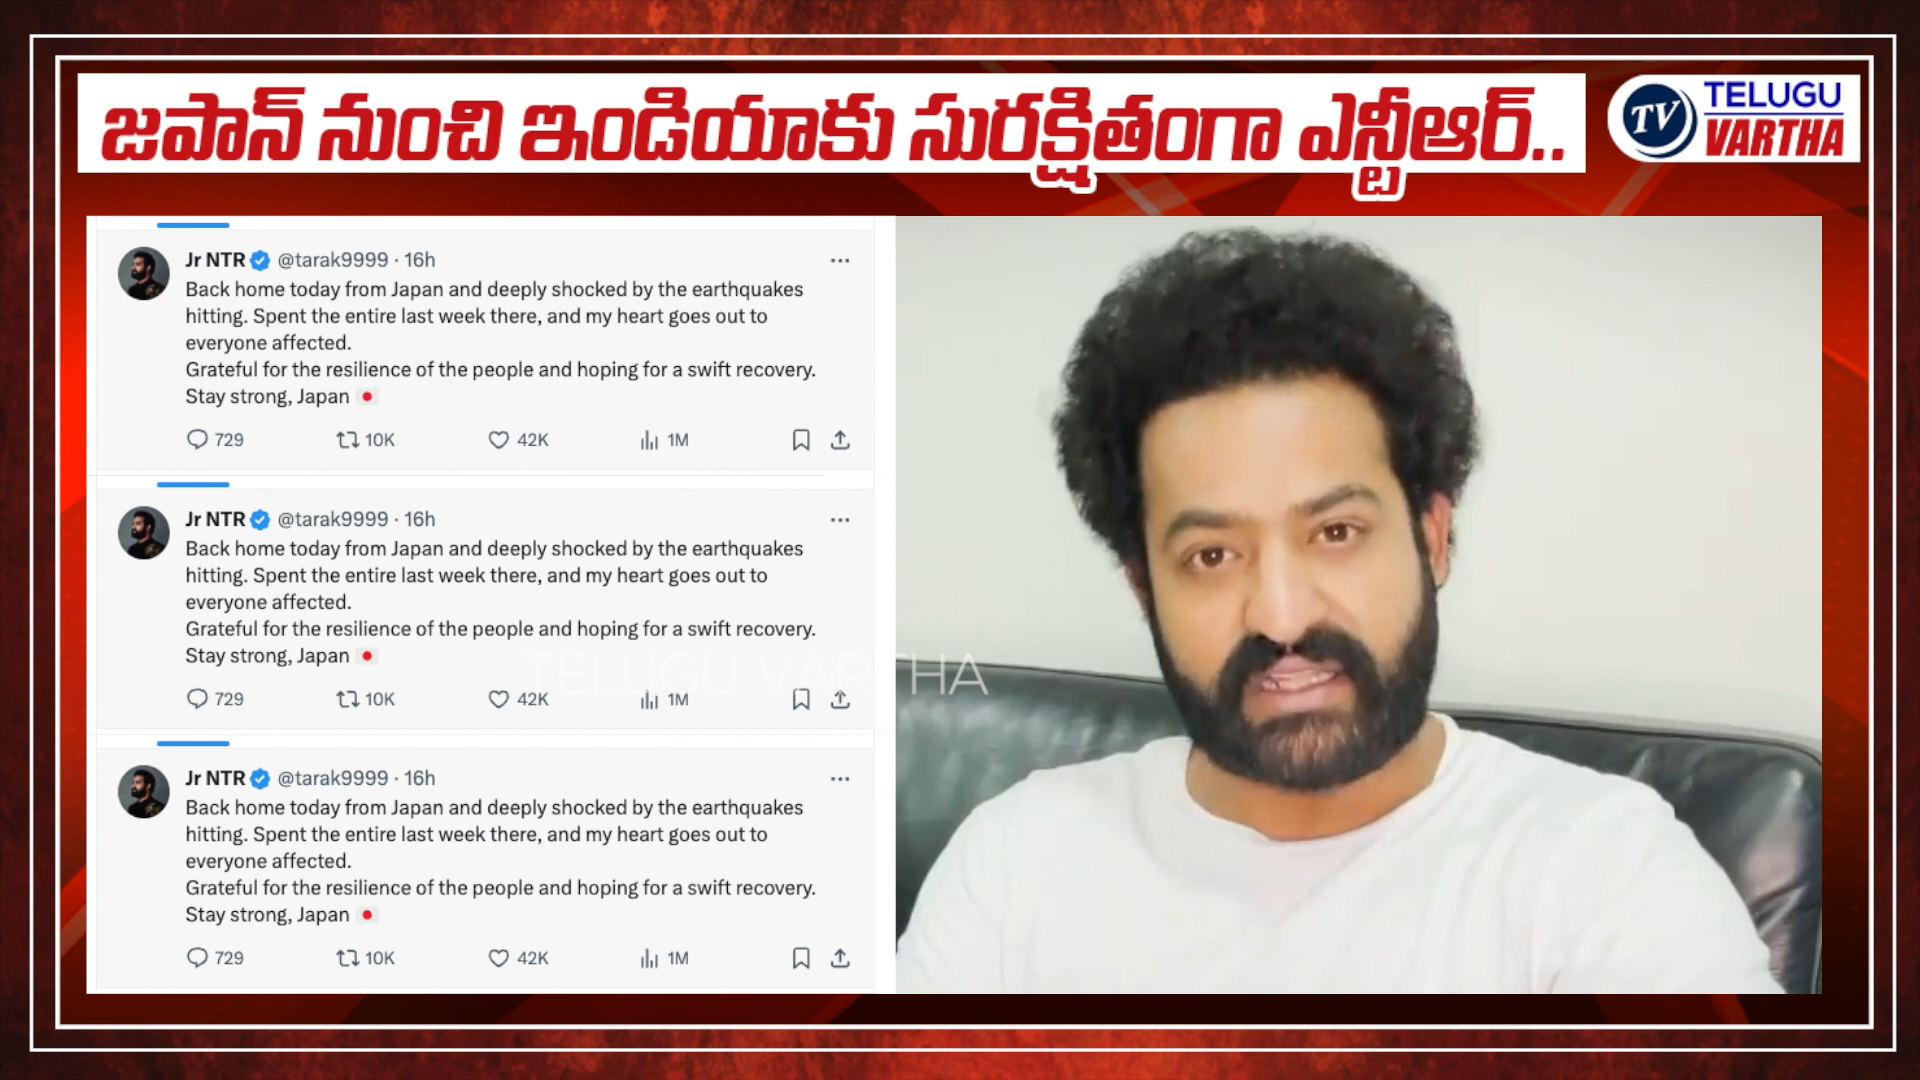 జపాన్ నుంచి ఇండియాకు సురక్షితంగా ఎన్టీఆర్..
TV TELUGU
VARTHA
Jr NTR @tarak9999 · 16h
Back home today from Japan and deeply shocked by the earthquakes
hitting. Spent the entire last week there, and my heart goes out to
everyone affected.
Grateful for the resilience of the people and hoping for a swift recovery.
Stay strong, Japan 🇯🇵
729 10K 42K 1M
Jr NTR @tarak9999 · 16h
Back home today from Japan and deeply shocked by the earthquakes
hitting. Spent the entire last week there, and my heart goes out to
everyone affected.
Grateful for the resilience of the people and hoping for a swift recovery.
Stay strong, Japan 🇯🇵
TELUGU VARTHA
729 10K 42K 1M
Jr NTR @tarak9999 · 16h
Back home today from Japan and deeply shocked by the earthquakes
hitting. Spent the entire last week there, and my heart goes out to
everyone affected.
Grateful for the resilience of the people and hoping for a swift recovery.
Stay strong, Japan 🇯🇵
729 10K 42K 1M